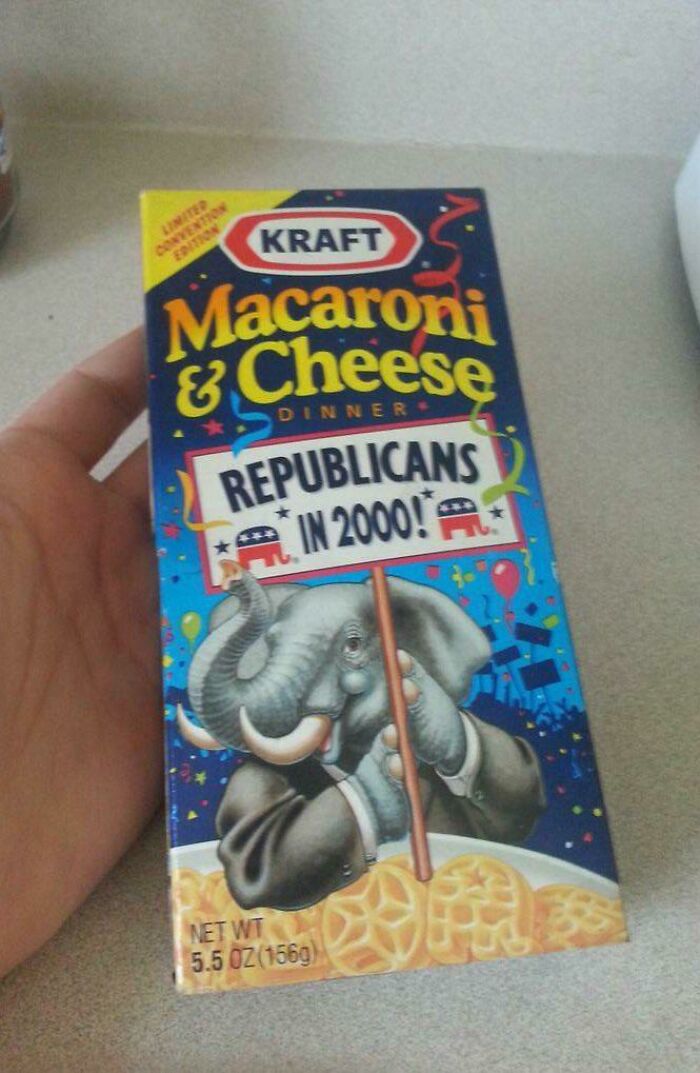 LIMITED
CONVENTION
EDITION
KRAFT
Macaroni
& Cheese
DINNER
REPUBLICANS
IN 2000!
NET WT
5.5 OZ(156g)